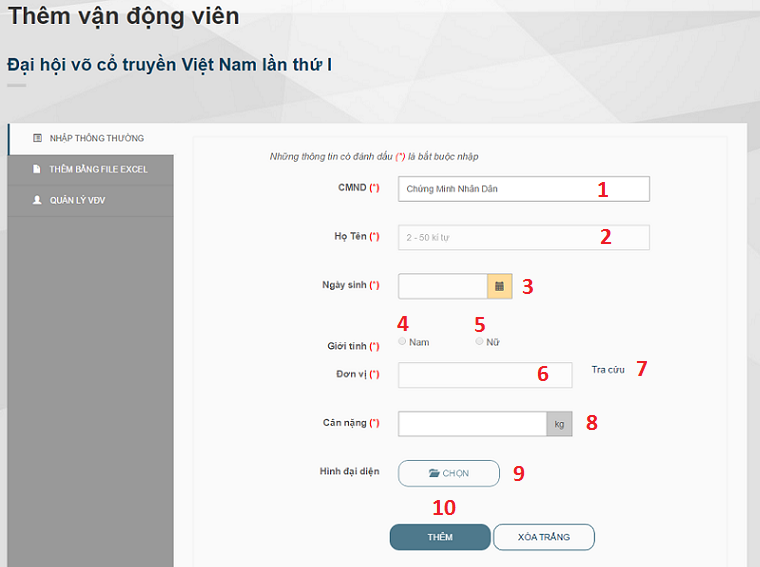 Thêm vận động viên
Đại hội võ cổ truyền Việt Nam lần thứ I
NHẬP THÔNG THƯỜNG
THÊM BẰNG FILE EXCEL
QUẢN LÝ VĐV
Những thông tin có đánh dấu (*) là bắt buộc nhập
CMND (*) Chứng Minh Nhân Dân 1
Họ Tên (*) 2 - 50 kí tự 2
Ngày sinh (*) 3
4 5
Giới tính (*) Nam Nữ
Đơn vị (*) 6 Tra cứu 7
Cân nặng (*) kg 8
Hình đại diện CHỌN 9
10
THÊM XÓA TRẮNG